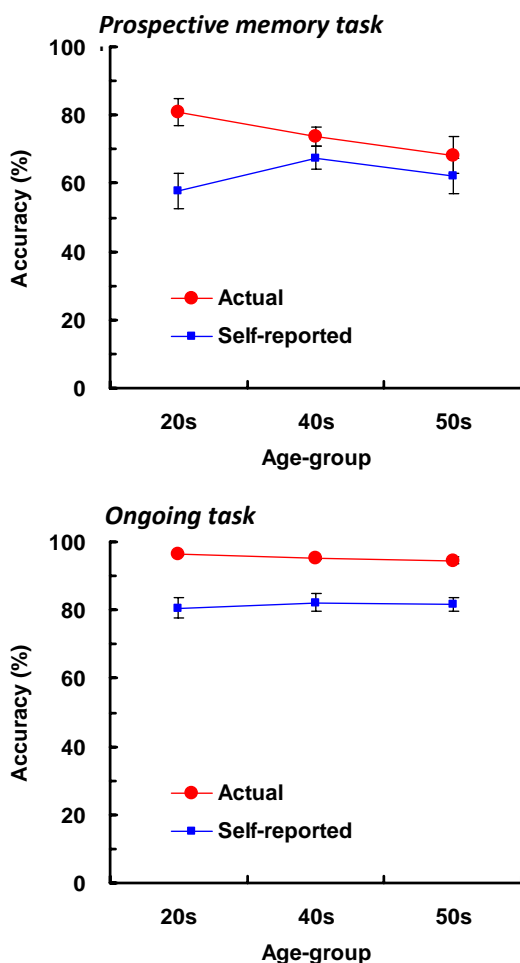 Prospective memory task
100
80
60
40
20
0
Accuracy (%)
Actual
Self-reported
20s 40s 50s
Age-group
Ongoing task
100
80
60
40
20
0
Accuracy (%)
Actual
Self-reported
20s 40s 50s
Age-group